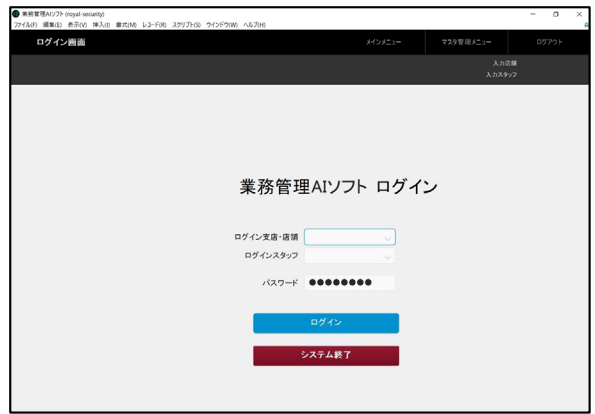 業務管理AIソフト (royal-security)
ファイル(F) 編集(E) 表示(V) 挿入(I) 書式(M) レコード(R) スクリプト(S) ウインドウ(W) ヘルプ(H)
ログイン画面 メインメニュー マスタ管理メニュー ログアウト
入力店舗
入力スタッフ
業務管理AIソフト ログイン
ログイン支店・店舗
ログインスタッフ
パスワード ●●●●●●●●
ログイン
システム終了